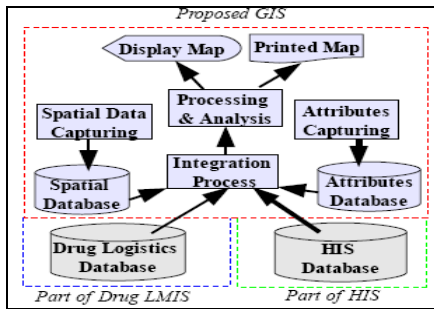 Proposed GIS
Display Map
Printed Map
Processing
& Analysis
Spatial Data
Capturing
Attributes
Capturing
Integration
Process
Spatial
Database
Attributes
Database
Drug Logistics
Database
HIS
Database
Part of Drug LMIS
Part of HIS